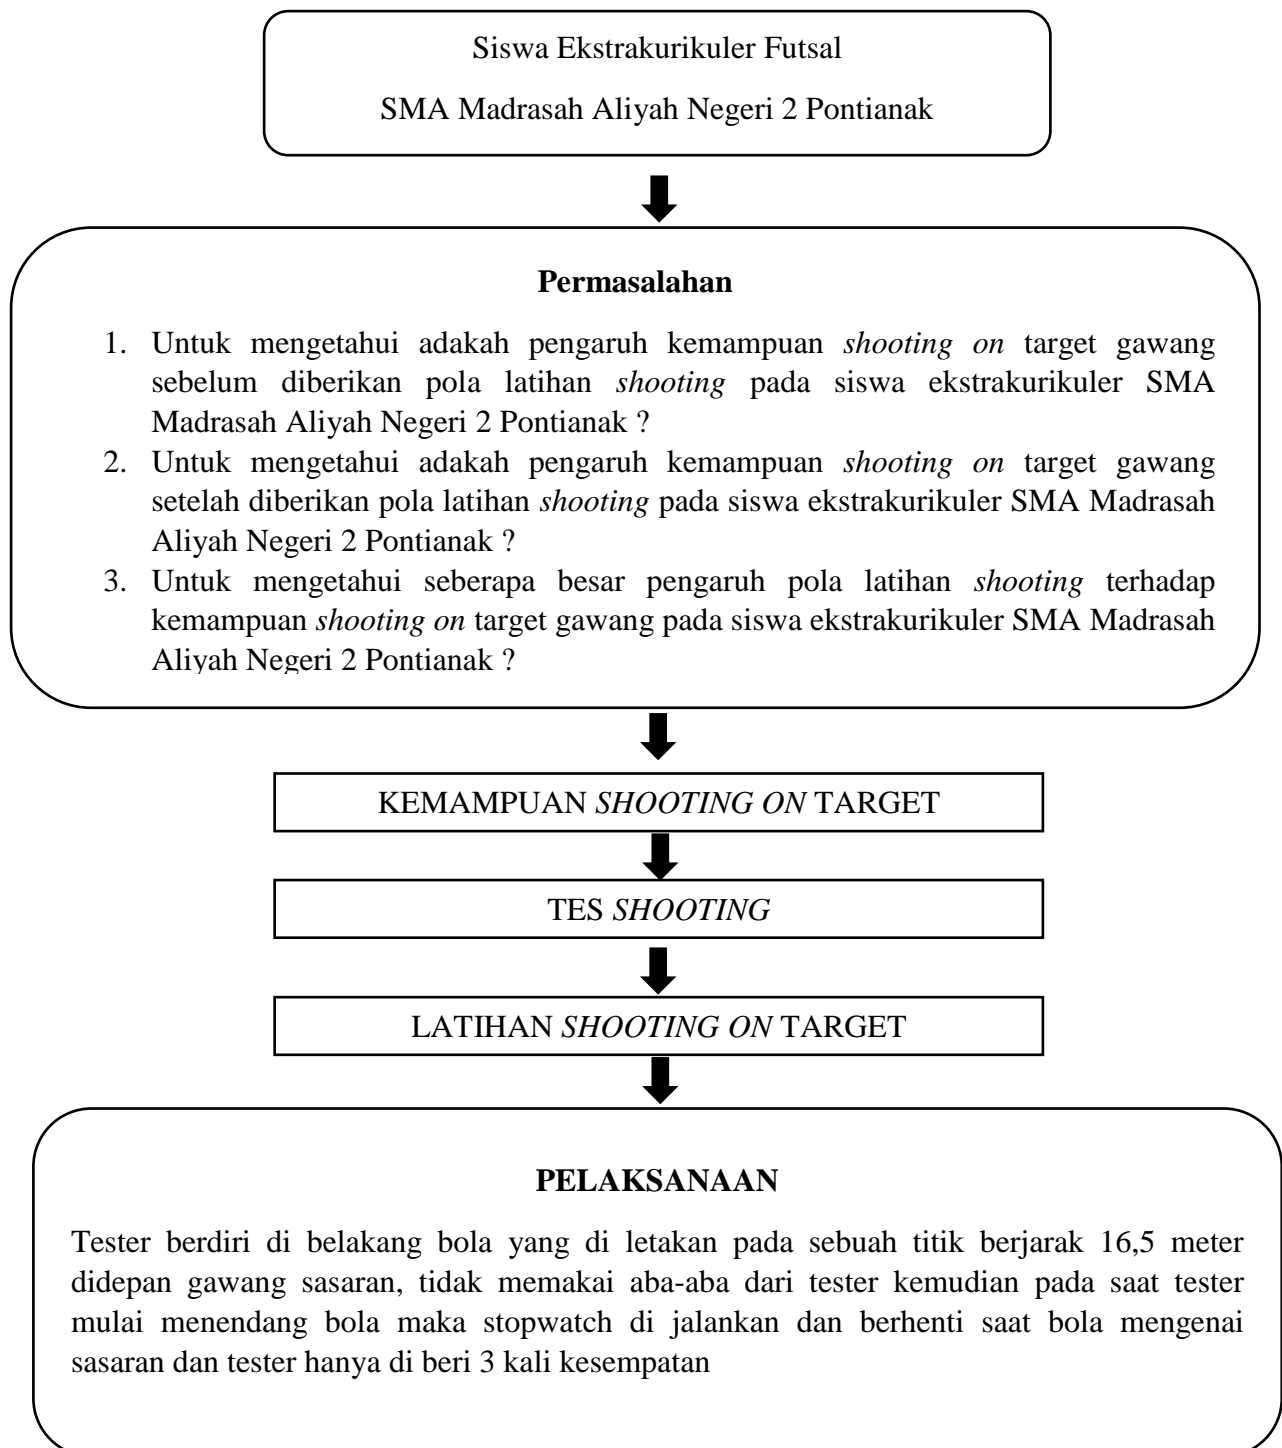 Siswa Ekstrakurikuler Futsal
SMA Madrasah Aliyah Negeri 2 Pontianak
Permasalahan
1. Untuk mengetahui adakah pengaruh kemampuan shooting on target gawang
sebelum diberikan pola latihan shooting pada siswa ekstrakurikuler SMA
Madrasah Aliyah Negeri 2 Pontianak ?
2. Untuk mengetahui adakah pengaruh kemampuan shooting on target gawang
setelah diberikan pola latihan shooting pada siswa ekstrakurikuler SMA Madrasah
Aliyah Negeri 2 Pontianak ?
3. Untuk mengetahui seberapa besar pengaruh pola latihan shooting terhadap
kemampuan shooting on target gawang pada siswa ekstrakurikuler SMA Madrasah
Aliyah Negeri 2 Pontianak ?
KEMAMPUAN SHOOTING ON TARGET
TES SHOOTING
LATIHAN SHOOTING ON TARGET
PELAKSANAAN
Tester berdiri di belakang bola yang di letakan pada sebuah titik berjarak 16,5 meter
didepan gawang sasaran, tidak memakai aba-aba dari tester kemudian pada saat tester
mulai menendang bola maka stopwatch di jalankan dan berhenti saat bola mengenai
sasaran dan tester hanya di beri 3 kali kesempatan